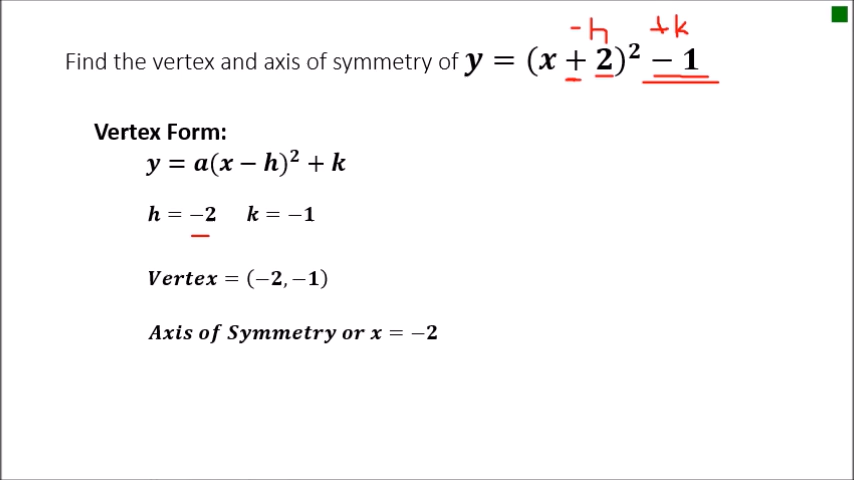 -h +k
Find the vertex and axis of symmetry of y = (x + 2)² − 1
Vertex Form:
y = a(x − h)² + k
h = −2 k = −1
Vertex = (−2, −1)
Axis of Symmetry or x = −2